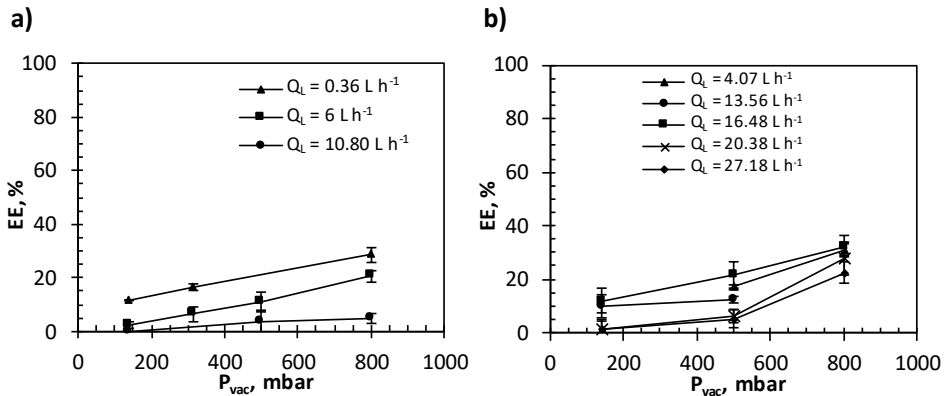 a)
100
80
60
40
20
0
EE, %
Q_L = 0.36 L h⁻¹
Q_L = 6 L h⁻¹
Q_L = 10.80 L h⁻¹
0 200 400 600 800 1000
P_vac, mbar
b)
100
80
60
40
20
0
EE, %
Q_L = 4.07 L h⁻¹
Q_L = 13.56 L h⁻¹
Q_L = 16.48 L h⁻¹
Q_L = 20.38 L h⁻¹
Q_L = 27.18 L h⁻¹
0 200 400 600 800 1000
P_vac, mbar